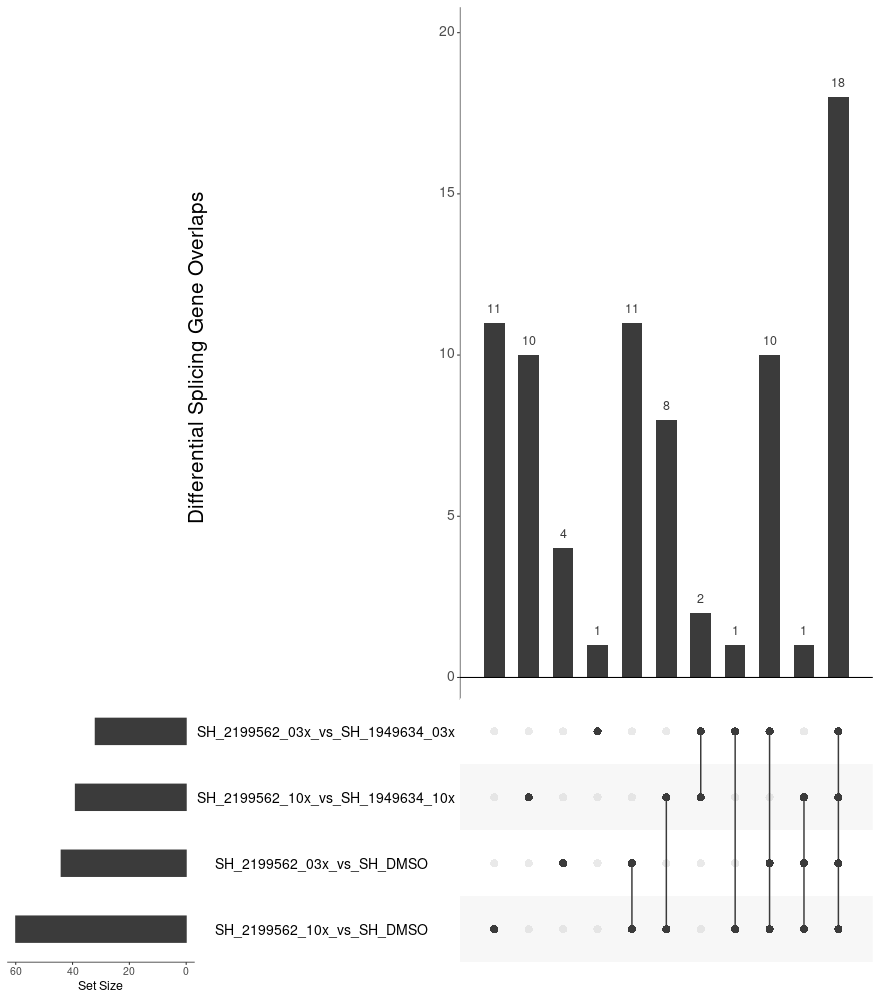 Differential Splicing Gene Overlaps
20
15
10
5
0
11
10
4
1
11
8
2
1
10
1
18
SH_2199562_03x_vs_SH_1949634_03x
SH_2199562_10x_vs_SH_1949634_10x
SH_2199562_03x_vs_SH_DMSO
SH_2199562_10x_vs_SH_DMSO
60 40 20 0
Set Size